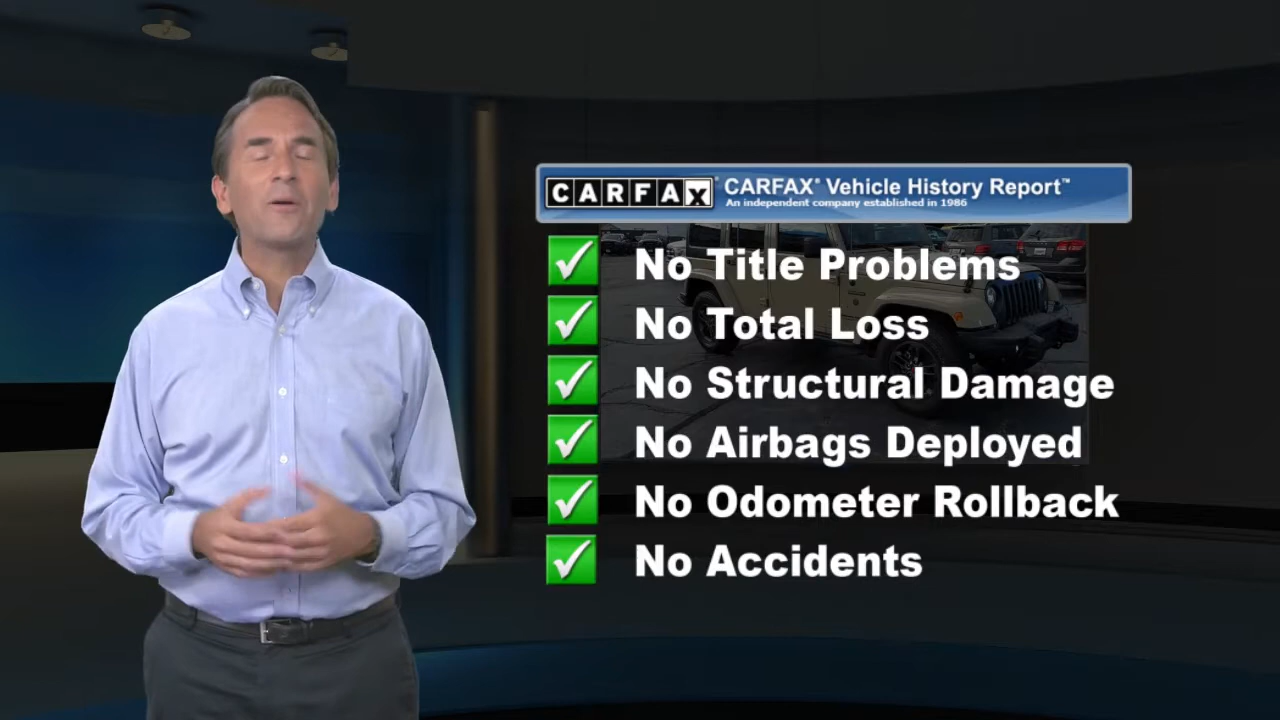 CARFAX® CARFAX® Vehicle History Report™
An independent company established in 1986
No Title Problems
No Total Loss
No Structural Damage
No Airbags Deployed
No Odometer Rollback
No Accidents